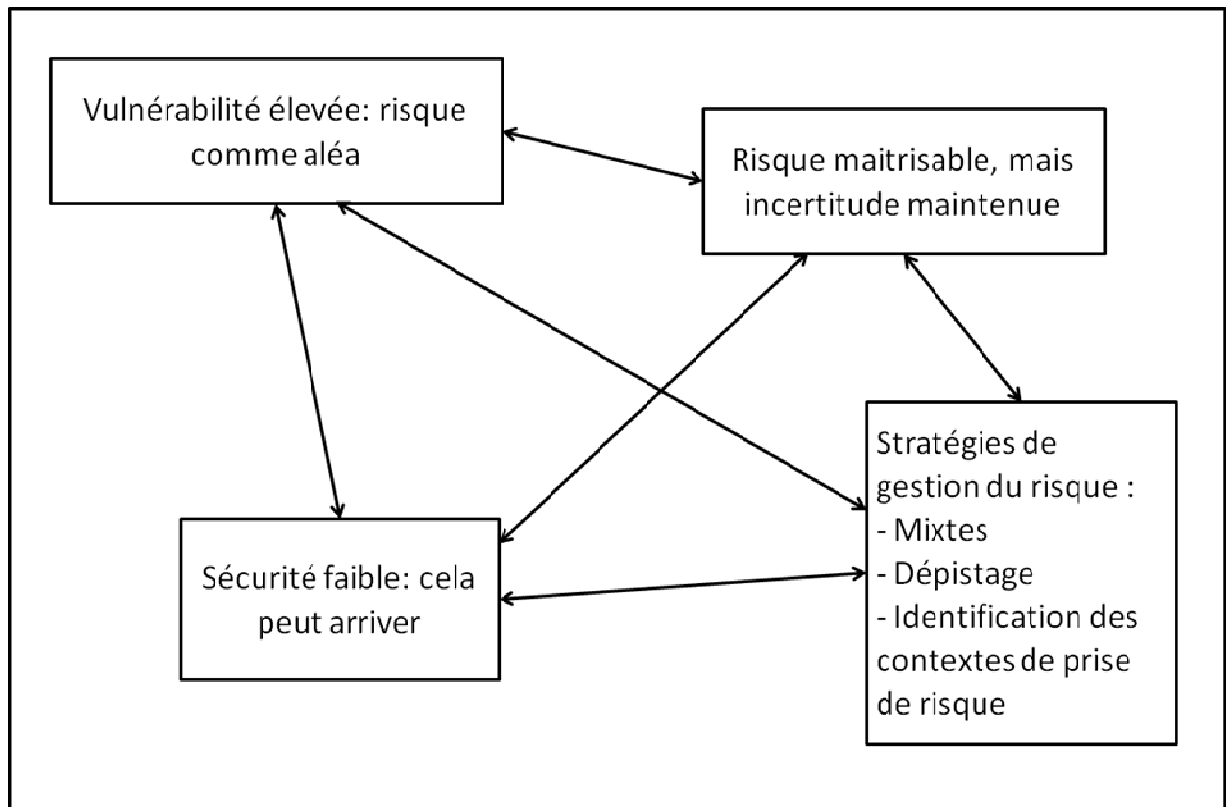 Vulnérabilité élevée: risque
comme aléa
Risque maitrisable, mais
incertitude maintenue
Stratégies de
gestion du risque :
- Mixtes
- Dépistage
- Identification des
contextes de prise
de risque
Sécurité faible: cela
peut arriver